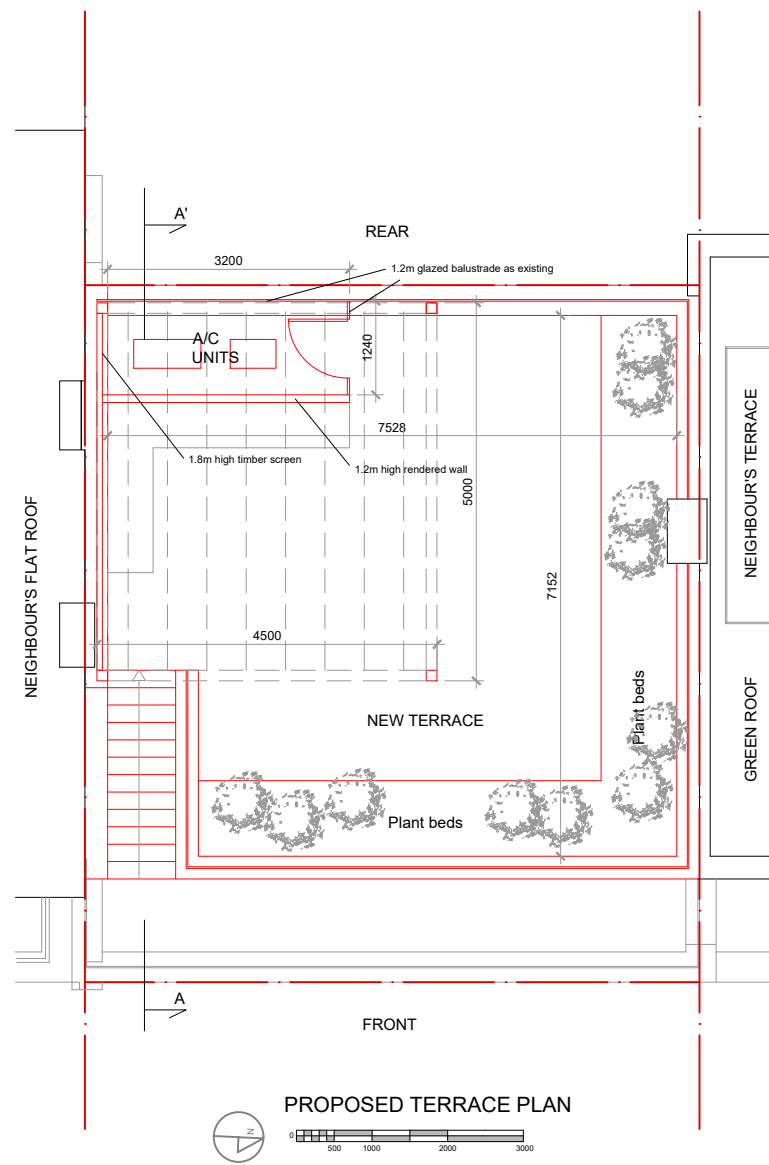 A'
REAR
3200
1.2m glazed balustrade as existing
A/C
UNITS
1240
7528
1.8m high timber screen
1.2m high rendered wall
NEIGHBOUR'S TERRACE
5000
NEIGHBOUR'S FLAT ROOF
7152
4500
NEW TERRACE
Plant beds
GREEN ROOF
Plant beds
A
FRONT
PROPOSED TERRACE PLAN
N
0
500
1000
2000
3000